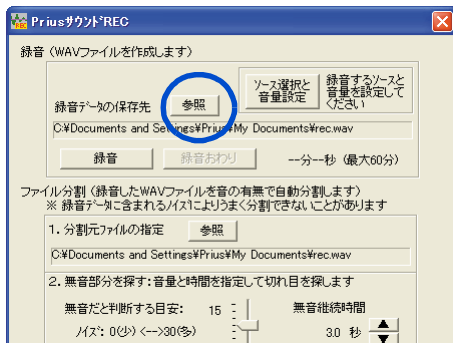 PriusサウンドREC
録音(WAVファイルを作成します)
ソース選択と
音量設定
録音するソースと
音量を設定して
ください
録音データの保存先 参照
C:¥Documents and Settings¥Prius¥My Documents¥rec.wav
録音 録音おわり --分--秒 (最大60分)
ファイル分割(録音したWAVファイルを音の有無で自動分割します)
※ 録音データに含まれるノイズによりうまく分割できないことがあります
1. 分割元ファイルの指定 参照
C:¥Documents and Settings¥Prius¥My Documents¥rec.wav
2. 無音部分を探す:音量と時間を指定して切れ目を探します
無音だと判断する目安: 15 無音継続時間
ノイズ: 0(少) <-->30(多) 3.0 秒